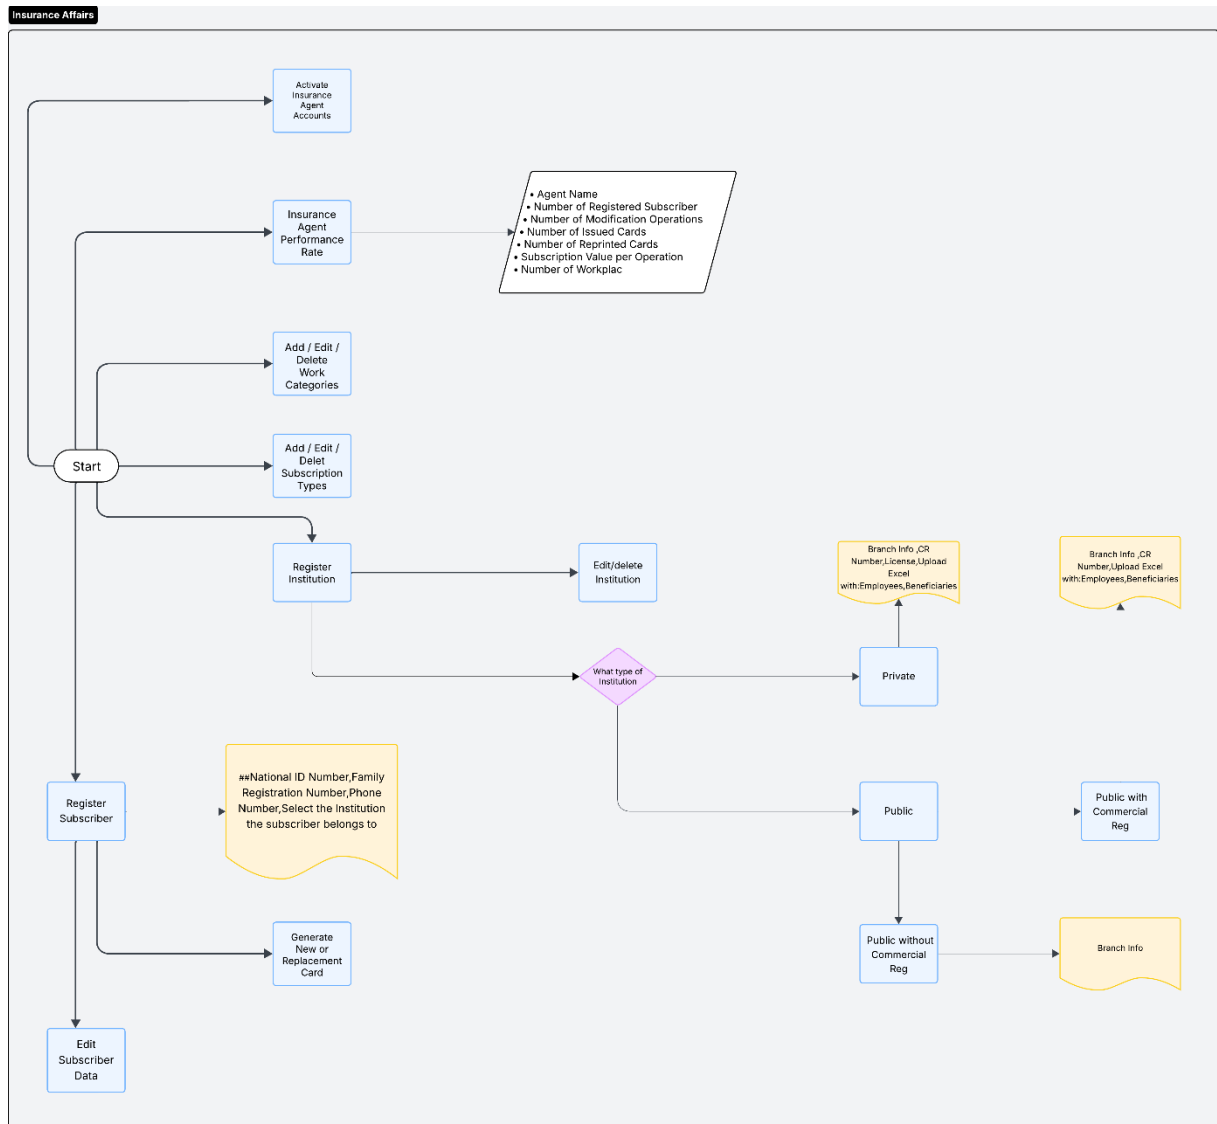 Insurance Affairs
Activate
Insurance
Agent
Accounts
Insurance
Agent
Performance
Rate
• Agent Name
• Number of Registered Subscriber
• Number of Modification Operations
• Number of Issued Cards
• Number of Reprinted Cards
• Subscription Value per Operation
• Number of Workplac
Add / Edit /
Delete
Work
Categories
Start
Add / Edit /
Delet
Subscription
Types
Register
Institution
Edit/delete
Institution
Branch Info ,CR
Number,License,Upload
Excel
with:Employees,Beneficiaries
Branch Info ,CR
Number,Upload Excel
with:Employees,Beneficiaries
What type of
Institution
Private
Register
Subscriber
##National ID Number,Family
Registration Number,Phone
Number,Select the Institution
the subscriber belongs to
Public
Public with
Commercial
Reg
Generate
New or
Replacement
Card
Public without
Commercial
Reg
Branch Info
Edit
Subscriber
Data